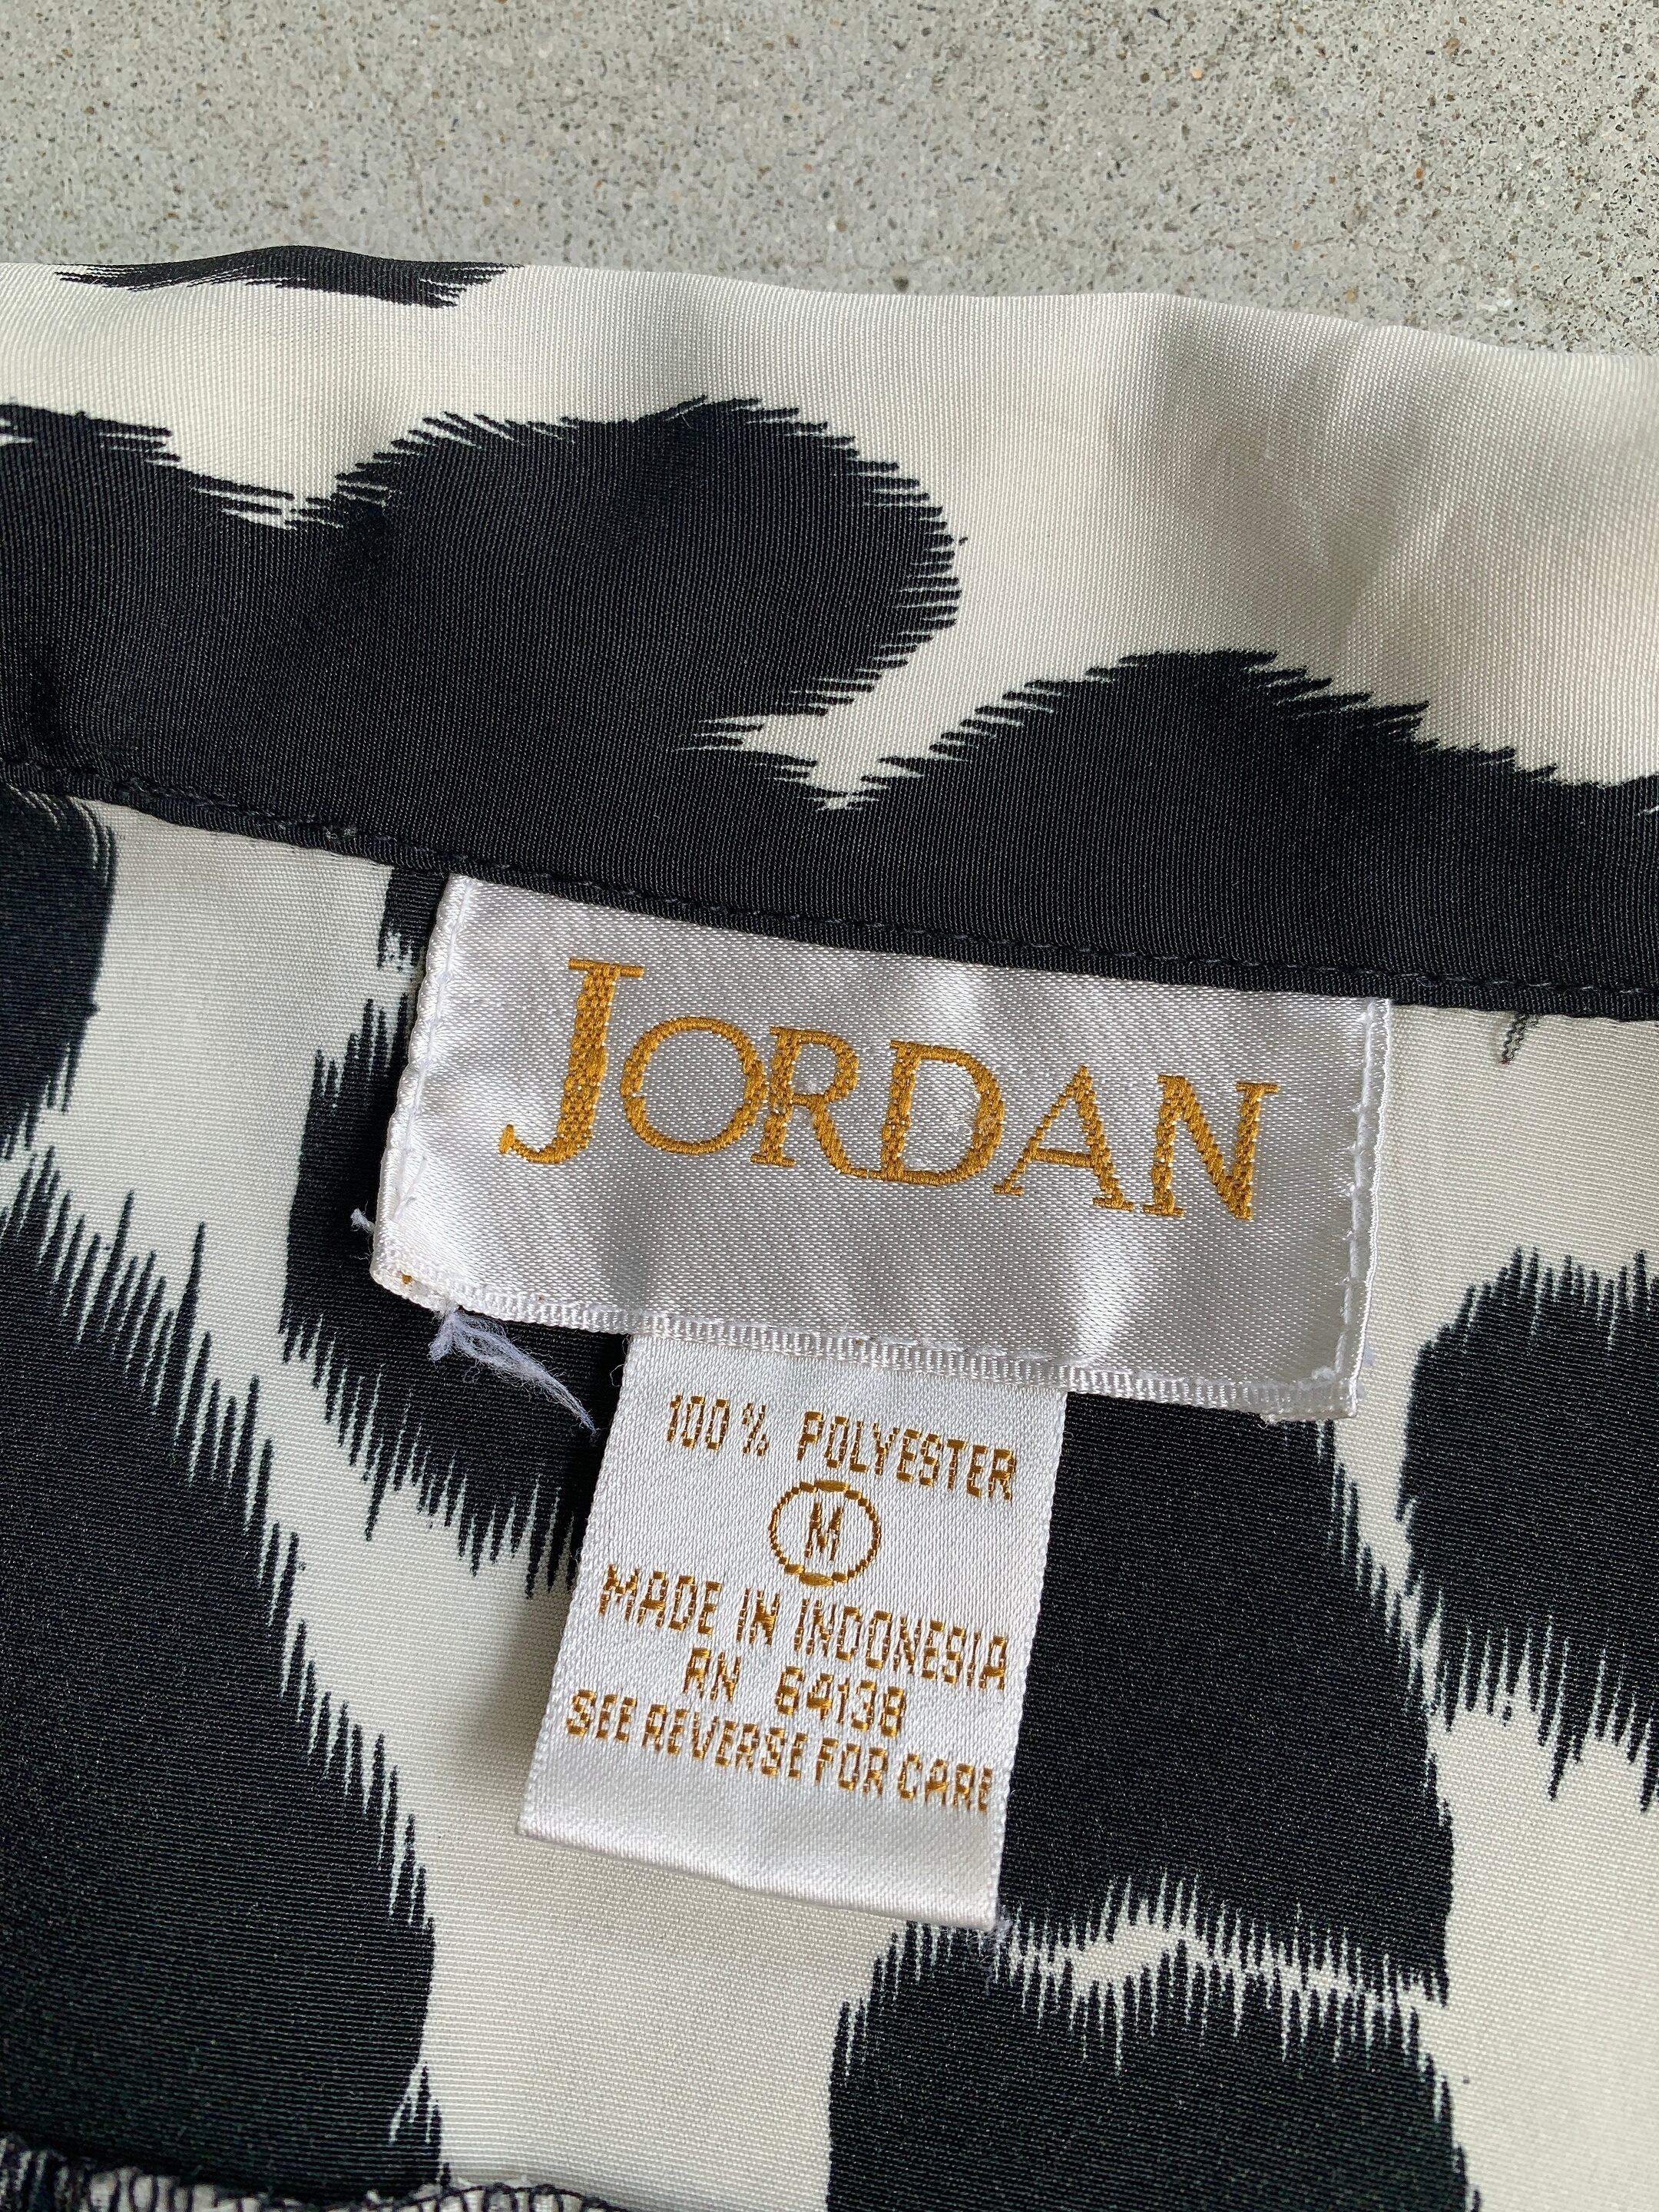 JORDAN
100% POLYESTER
M
MADE IN INDONESIA
RN 64138
SEE REVERSE FOR CARE